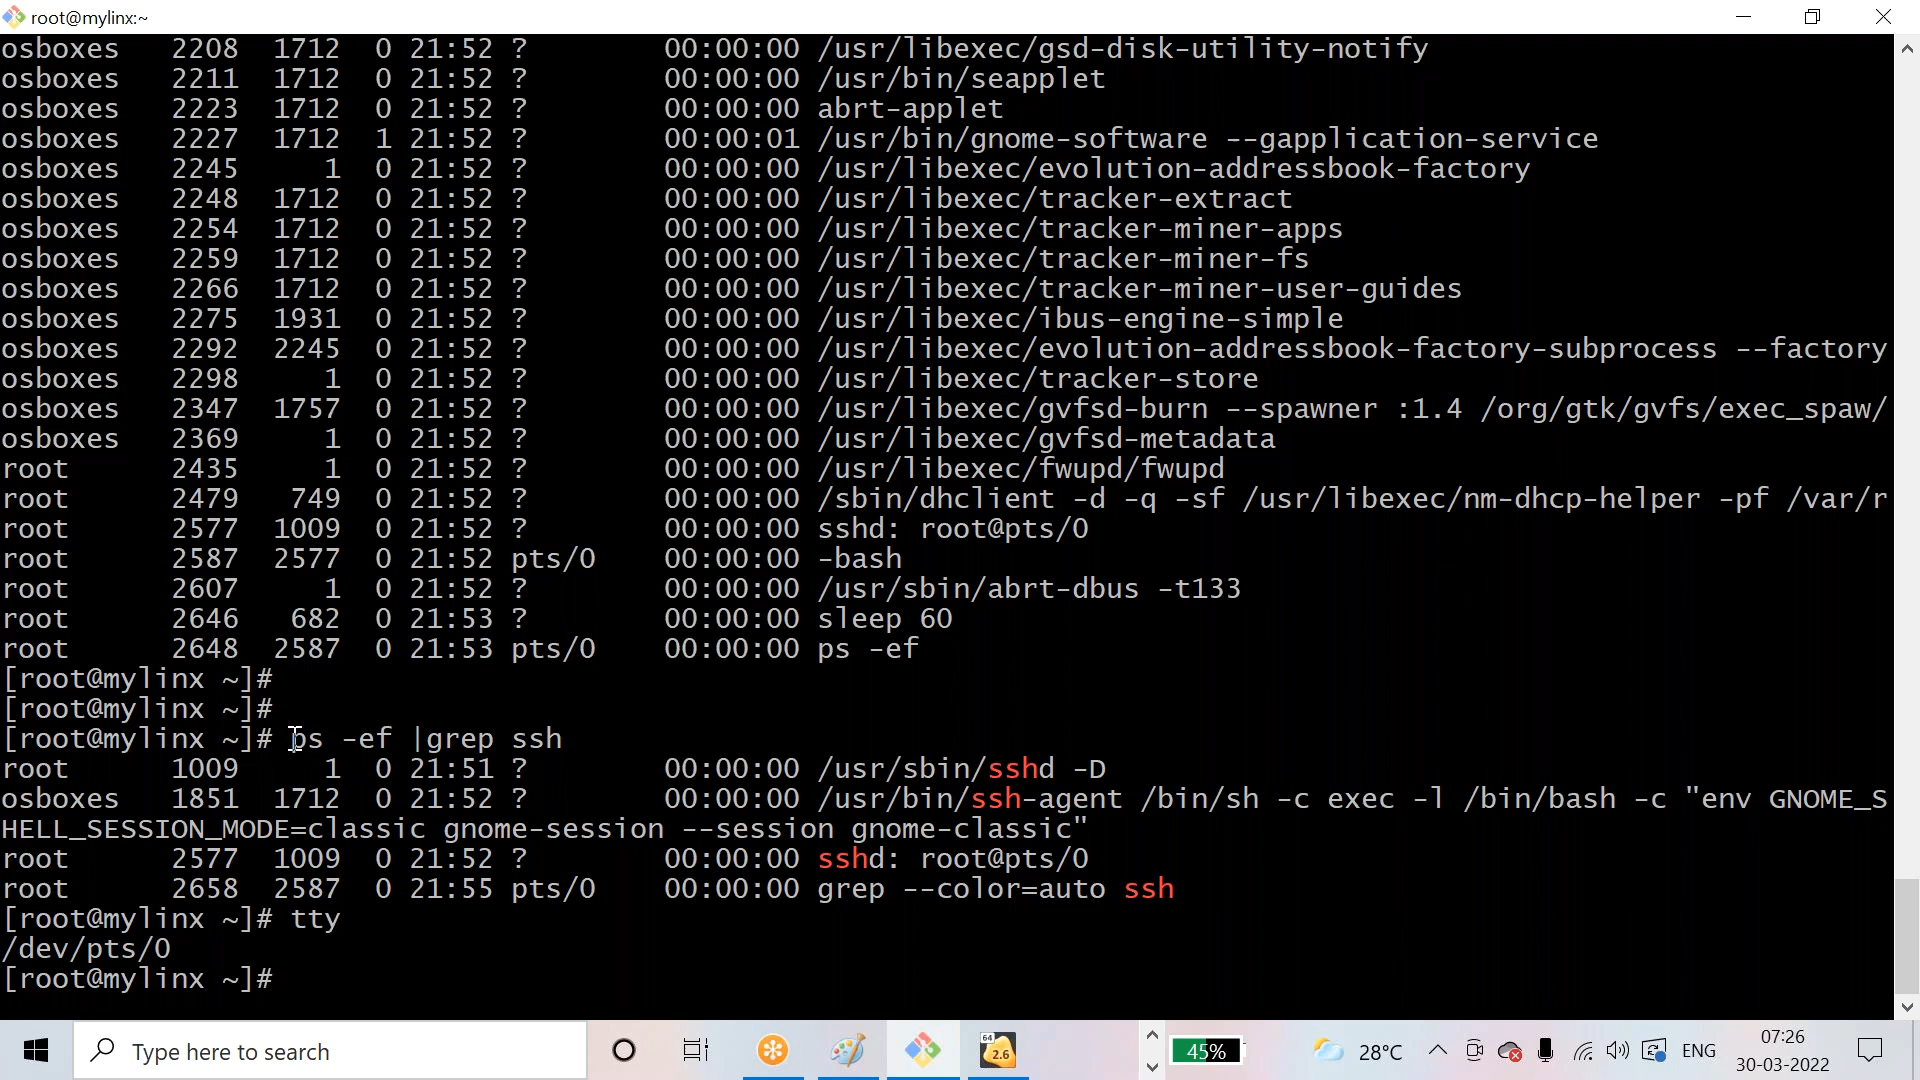 root@mylinx:~
osboxes 2208 1712 0 21:52 ? 00:00:00 /usr/libexec/gsd-disk-utility-notify
osboxes 2211 1712 0 21:52 ? 00:00:00 /usr/bin/seapplet
osboxes 2223 1712 0 21:52 ? 00:00:00 abrt-applet
osboxes 2227 1712 1 21:52 ? 00:00:01 /usr/bin/gnome-software --gapplication-service
osboxes 2245 1 0 21:52 ? 00:00:00 /usr/libexec/evolution-addressbook-factory
osboxes 2248 1712 0 21:52 ? 00:00:00 /usr/libexec/tracker-extract
osboxes 2254 1712 0 21:52 ? 00:00:00 /usr/libexec/tracker-miner-apps
osboxes 2259 1712 0 21:52 ? 00:00:00 /usr/libexec/tracker-miner-fs
osboxes 2266 1712 0 21:52 ? 00:00:00 /usr/libexec/tracker-miner-user-guides
osboxes 2275 1931 0 21:52 ? 00:00:00 /usr/libexec/ibus-engine-simple
osboxes 2292 2245 0 21:52 ? 00:00:00 /usr/libexec/evolution-addressbook-factory-subprocess --factory
osboxes 2298 1 0 21:52 ? 00:00:00 /usr/libexec/tracker-store
osboxes 2347 1757 0 21:52 ? 00:00:00 /usr/libexec/gvfsd-burn --spawner :1.4 /org/gtk/gvfs/exec_spaw/
osboxes 2369 1 0 21:52 ? 00:00:00 /usr/libexec/gvfsd-metadata
root 2435 1 0 21:52 ? 00:00:00 /usr/libexec/fwupd/fwupd
root 2479 749 0 21:52 ? 00:00:00 /sbin/dhclient -d -q -sf /usr/libexec/nm-dhcp-helper -pf /var/r
root 2577 1009 0 21:52 ? 00:00:00 sshd: root@pts/0
root 2587 2577 0 21:52 pts/0 00:00:00 -bash
root 2607 1 0 21:52 ? 00:00:00 /usr/sbin/abrt-dbus -t133
root 2646 682 0 21:53 ? 00:00:00 sleep 60
root 2648 2587 0 21:53 pts/0 00:00:00 ps -ef
[root@mylinx ~]#
[root@mylinx ~]#
[root@mylinx ~]# ps -ef |grep ssh
root 1009 1 0 21:51 ? 00:00:00 /usr/sbin/sshd -D
osboxes 1851 1712 0 21:52 ? 00:00:00 /usr/bin/ssh-agent /bin/sh -c exec -l /bin/bash -c "env GNOME_S
HELL_SESSION_MODE=classic gnome-session --session gnome-classic"
root 2577 1009 0 21:52 ? 00:00:00 sshd: root@pts/0
root 2658 2587 0 21:55 pts/0 00:00:00 grep --color=auto ssh
[root@mylinx ~]# tty
/dev/pts/0
[root@mylinx ~]#
Type here to search
64
2.6
45%
28°C
ENG
07:26
30-03-2022